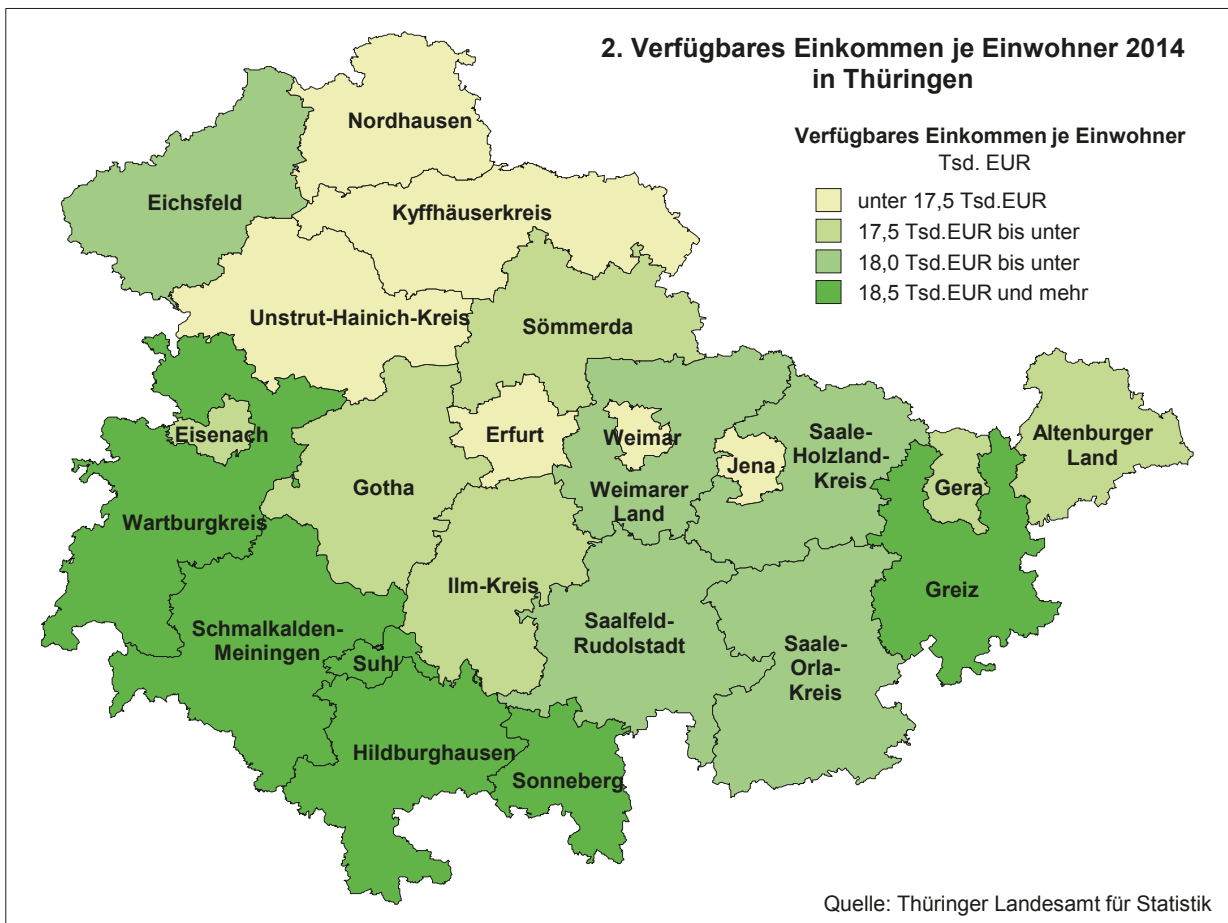 2. Verfügbares Einkommen je Einwohner 2014
in Thüringen
Verfügbares Einkommen je Einwohner
Tsd. EUR
unter 17,5 Tsd.EUR
17,5 Tsd.EUR bis unter
18,0 Tsd.EUR bis unter
18,5 Tsd.EUR und mehr
Nordhausen
Eichsfeld
Kyffhäuserkreis
Unstrut-Hainich-Kreis
Sömmerda
Eisenach
Erfurt
Weimar
Jena
Saale-
Holzland-
Kreis
Altenburger
Land
Gotha
Gera
Weimarer
Land
Wartburgkreis
Ilm-Kreis
Greiz
Schmalkalden-
Meiningen
Suhl
Saalfeld-
Rudolstadt
Saale-
Orla-
Kreis
Hildburghausen
Sonneberg
Quelle: Thüringer Landesamt für Statistik